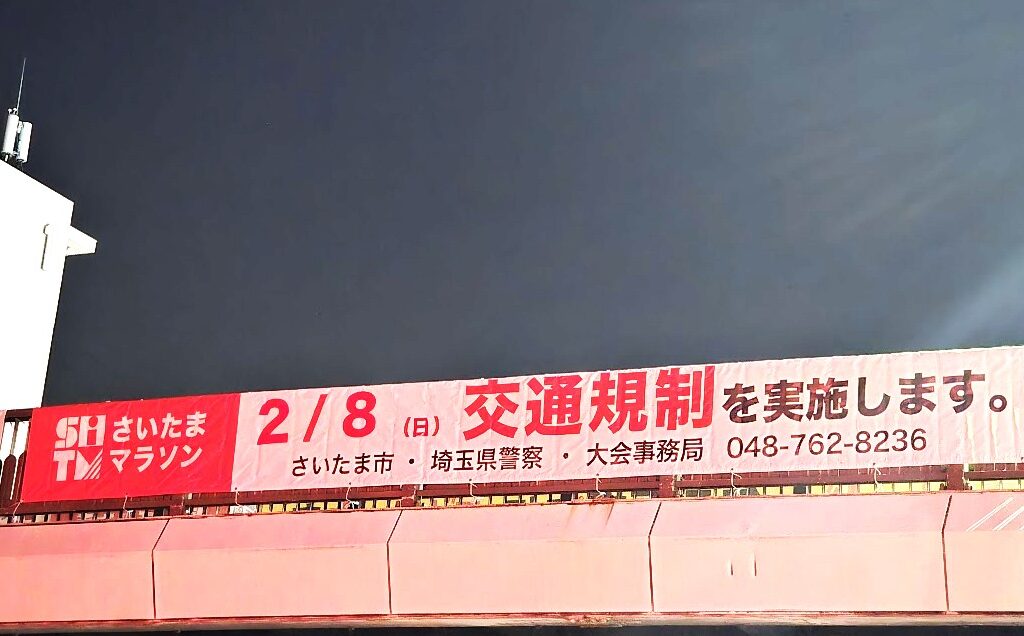 SAITM
さいたま
マラソン
2/8(日)交通規制を実施します。
さいたま市・埼玉県警察・大会事務局 048-762-8236